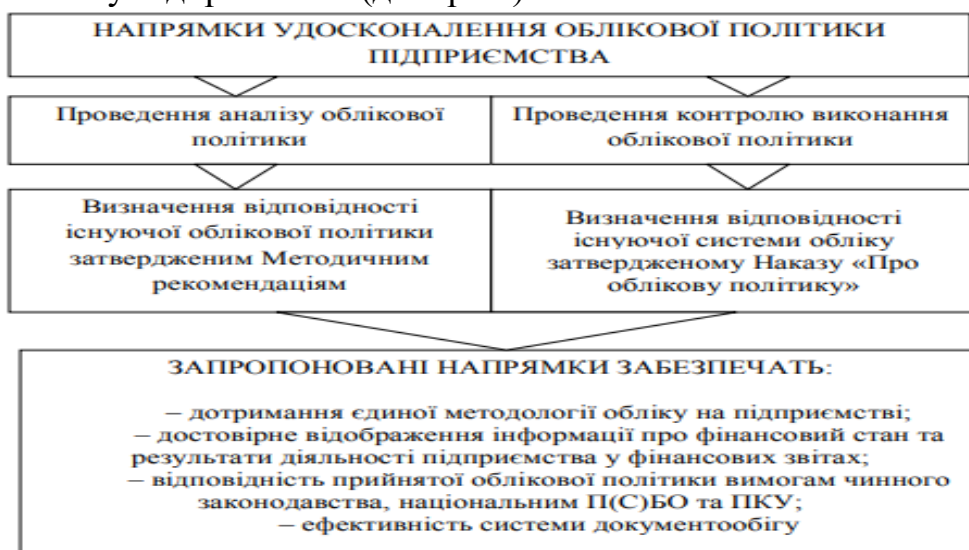 НАПРЯМКИ УДОСКОНАЛЕННЯ ОБЛІКОВОЇ ПОЛІТИКИ
ПІДПРИЄМСТВА
Проведення аналізу облікової
політики
Проведення контролю виконання
облікової політики
Визначення відповідності
існуючої облікової політики
затвердженим Методичним
рекомендаціям
Визначення відповідності
існуючої системи обліку
затвердженому Наказу «Про
облікову політику»
ЗАПРОПОНОВАНІ НАПРЯМКИ ЗАБЕЗПЕЧАТЬ:
– дотримання єдиної методології обліку на підприємстві;
– достовірне відображення інформації про фінансовий стан та
результати діяльності підприємства у фінансових звітах;
– відповідність прийнятої облікової політики вимогам чинного
законодавства, національним П(С)БО та ПКУ;
– ефективність системи документообігу